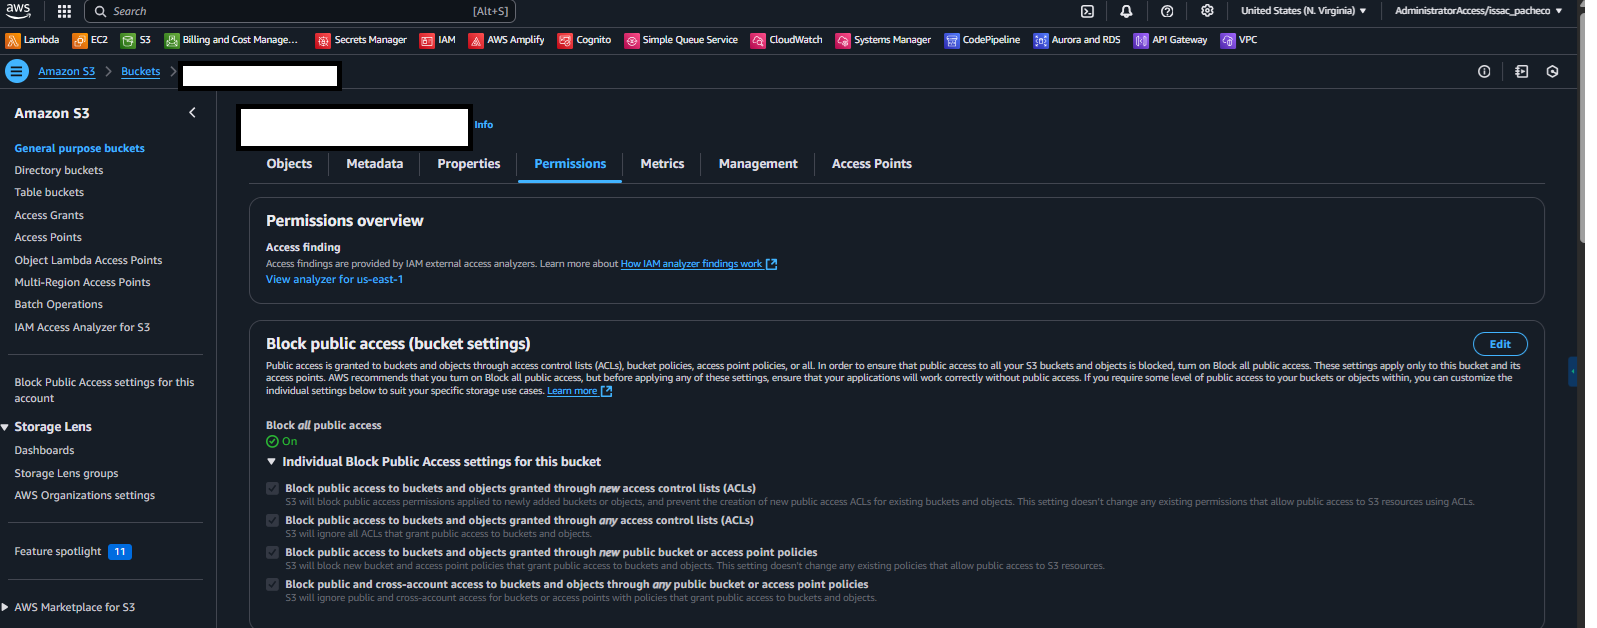 aws
Search [Alt+S] United States (N. Virginia) AdministratorAccess/issac_pacheco
Lambda EC2 S3 Billing and Cost Manage... Secrets Manager IAM AWS Amplify Cognito Simple Queue Service CloudWatch Systems Manager CodePipeline Aurora and RDS API Gateway VPC
Amazon S3 > Buckets >
Amazon S3
General purpose buckets
Directory buckets
Table buckets
Access Grants
Access Points
Object Lambda Access Points
Multi-Region Access Points
Batch Operations
IAM Access Analyzer for S3
Block Public Access settings for this
account
Storage Lens
Dashboards
Storage Lens groups
AWS Organizations settings
Feature spotlight 11
AWS Marketplace for S3
Info
Objects Metadata Properties Permissions Metrics Management Access Points
Permissions overview
Access finding
Access findings are provided by IAM external access analyzers. Learn more about How IAM analyzer findings work
View analyzer for us-east-1
Block public access (bucket settings) Edit
Public access is granted to buckets and objects through access control lists (ACLs), bucket policies, access point policies, or all. In order to ensure that public access to all your S3 buckets and objects is blocked, turn on Block all public access. These settings apply only to this bucket and its
access points. AWS recommends that you turn on Block all public access, but before applying any of these settings, ensure that your applications will work correctly without public access. If you require some level of public access to your buckets or objects within, you can customize the
individual settings below to suit your specific storage use cases. Learn more
Block all public access
On
Individual Block Public Access settings for this bucket
Block public access to buckets and objects granted through new access control lists (ACLs)
S3 will block public access permissions applied to newly added buckets or objects, and prevent the creation of new public access ACLs for existing buckets and objects. This setting doesn't change any existing permissions that allow public access to S3 resources using ACLs.
Block public access to buckets and objects granted through any access control lists (ACLs)
S3 will ignore all ACLs that grant public access to buckets and objects.
Block public access to buckets and objects granted through new public bucket or access point policies
S3 will block new bucket and access point policies that grant public access to buckets and objects. This setting doesn't change any existing policies that allow public access to S3 resources.
Block public and cross-account access to buckets and objects through any public bucket or access point policies
S3 will ignore public and cross-account access for buckets or access points with policies that grant public access to buckets and objects.